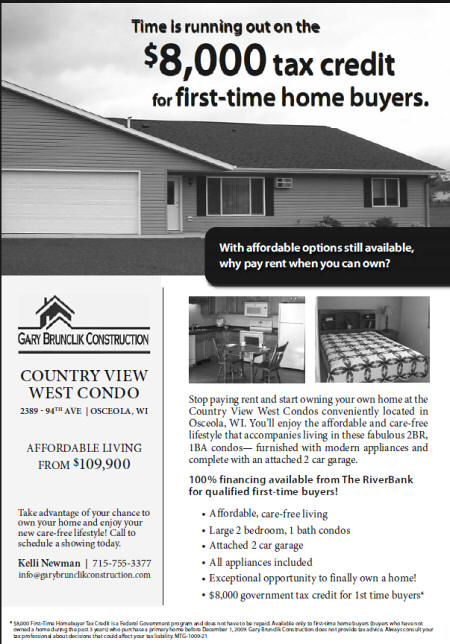 Time is running out on the
$8,000 tax credit
for first-time home buyers.
With affordable options still available,
why pay rent when you can own?
GARY BRUNCLIK CONSTRUCTION
COUNTRY VIEW
WEST CONDO
2389 · 94TH AVE | OSCEOLA, WI
AFFORDABLE LIVING
FROM $109,900
Take advantage of your chance to
own your home and enjoy your
new care-free lifestyle! Call to
schedule a showing today.
Kelli Newman | 715-755-3377
info@garybrunclikconstruction.com
Stop paying rent and start owning your own home at the
Country View West Condos conveniently located in
Osceola, WI. You'll enjoy the affordable and care-free
lifestyle that accompanies living in these fabulous 2BR,
1BA condos— furnished with modern appliances and
complete with an attached 2 car garage.
100% financing available from The RiverBank
for qualified first-time buyers!
• Affordable, care-free living
• Large 2 bedroom, 1 bath condos
• Attached 2 car garage
• All appliances included
• Exceptional opportunity to finally own a home!
• $8,000 government tax credit for 1st time buyers*
* $8,000 First-Time Homebuyer Tax Credit is a Federal Government program and does not have to be repaid. Available only to first-time home buyers (buyers who have not
owned a home during the past 3 years) who purchase a primary home before December 1, 2009. Gary Brunclik Construction does not provide tax advice. Always consult your
tax professional about decisions that could affect your tax liability. MTG-1009-21